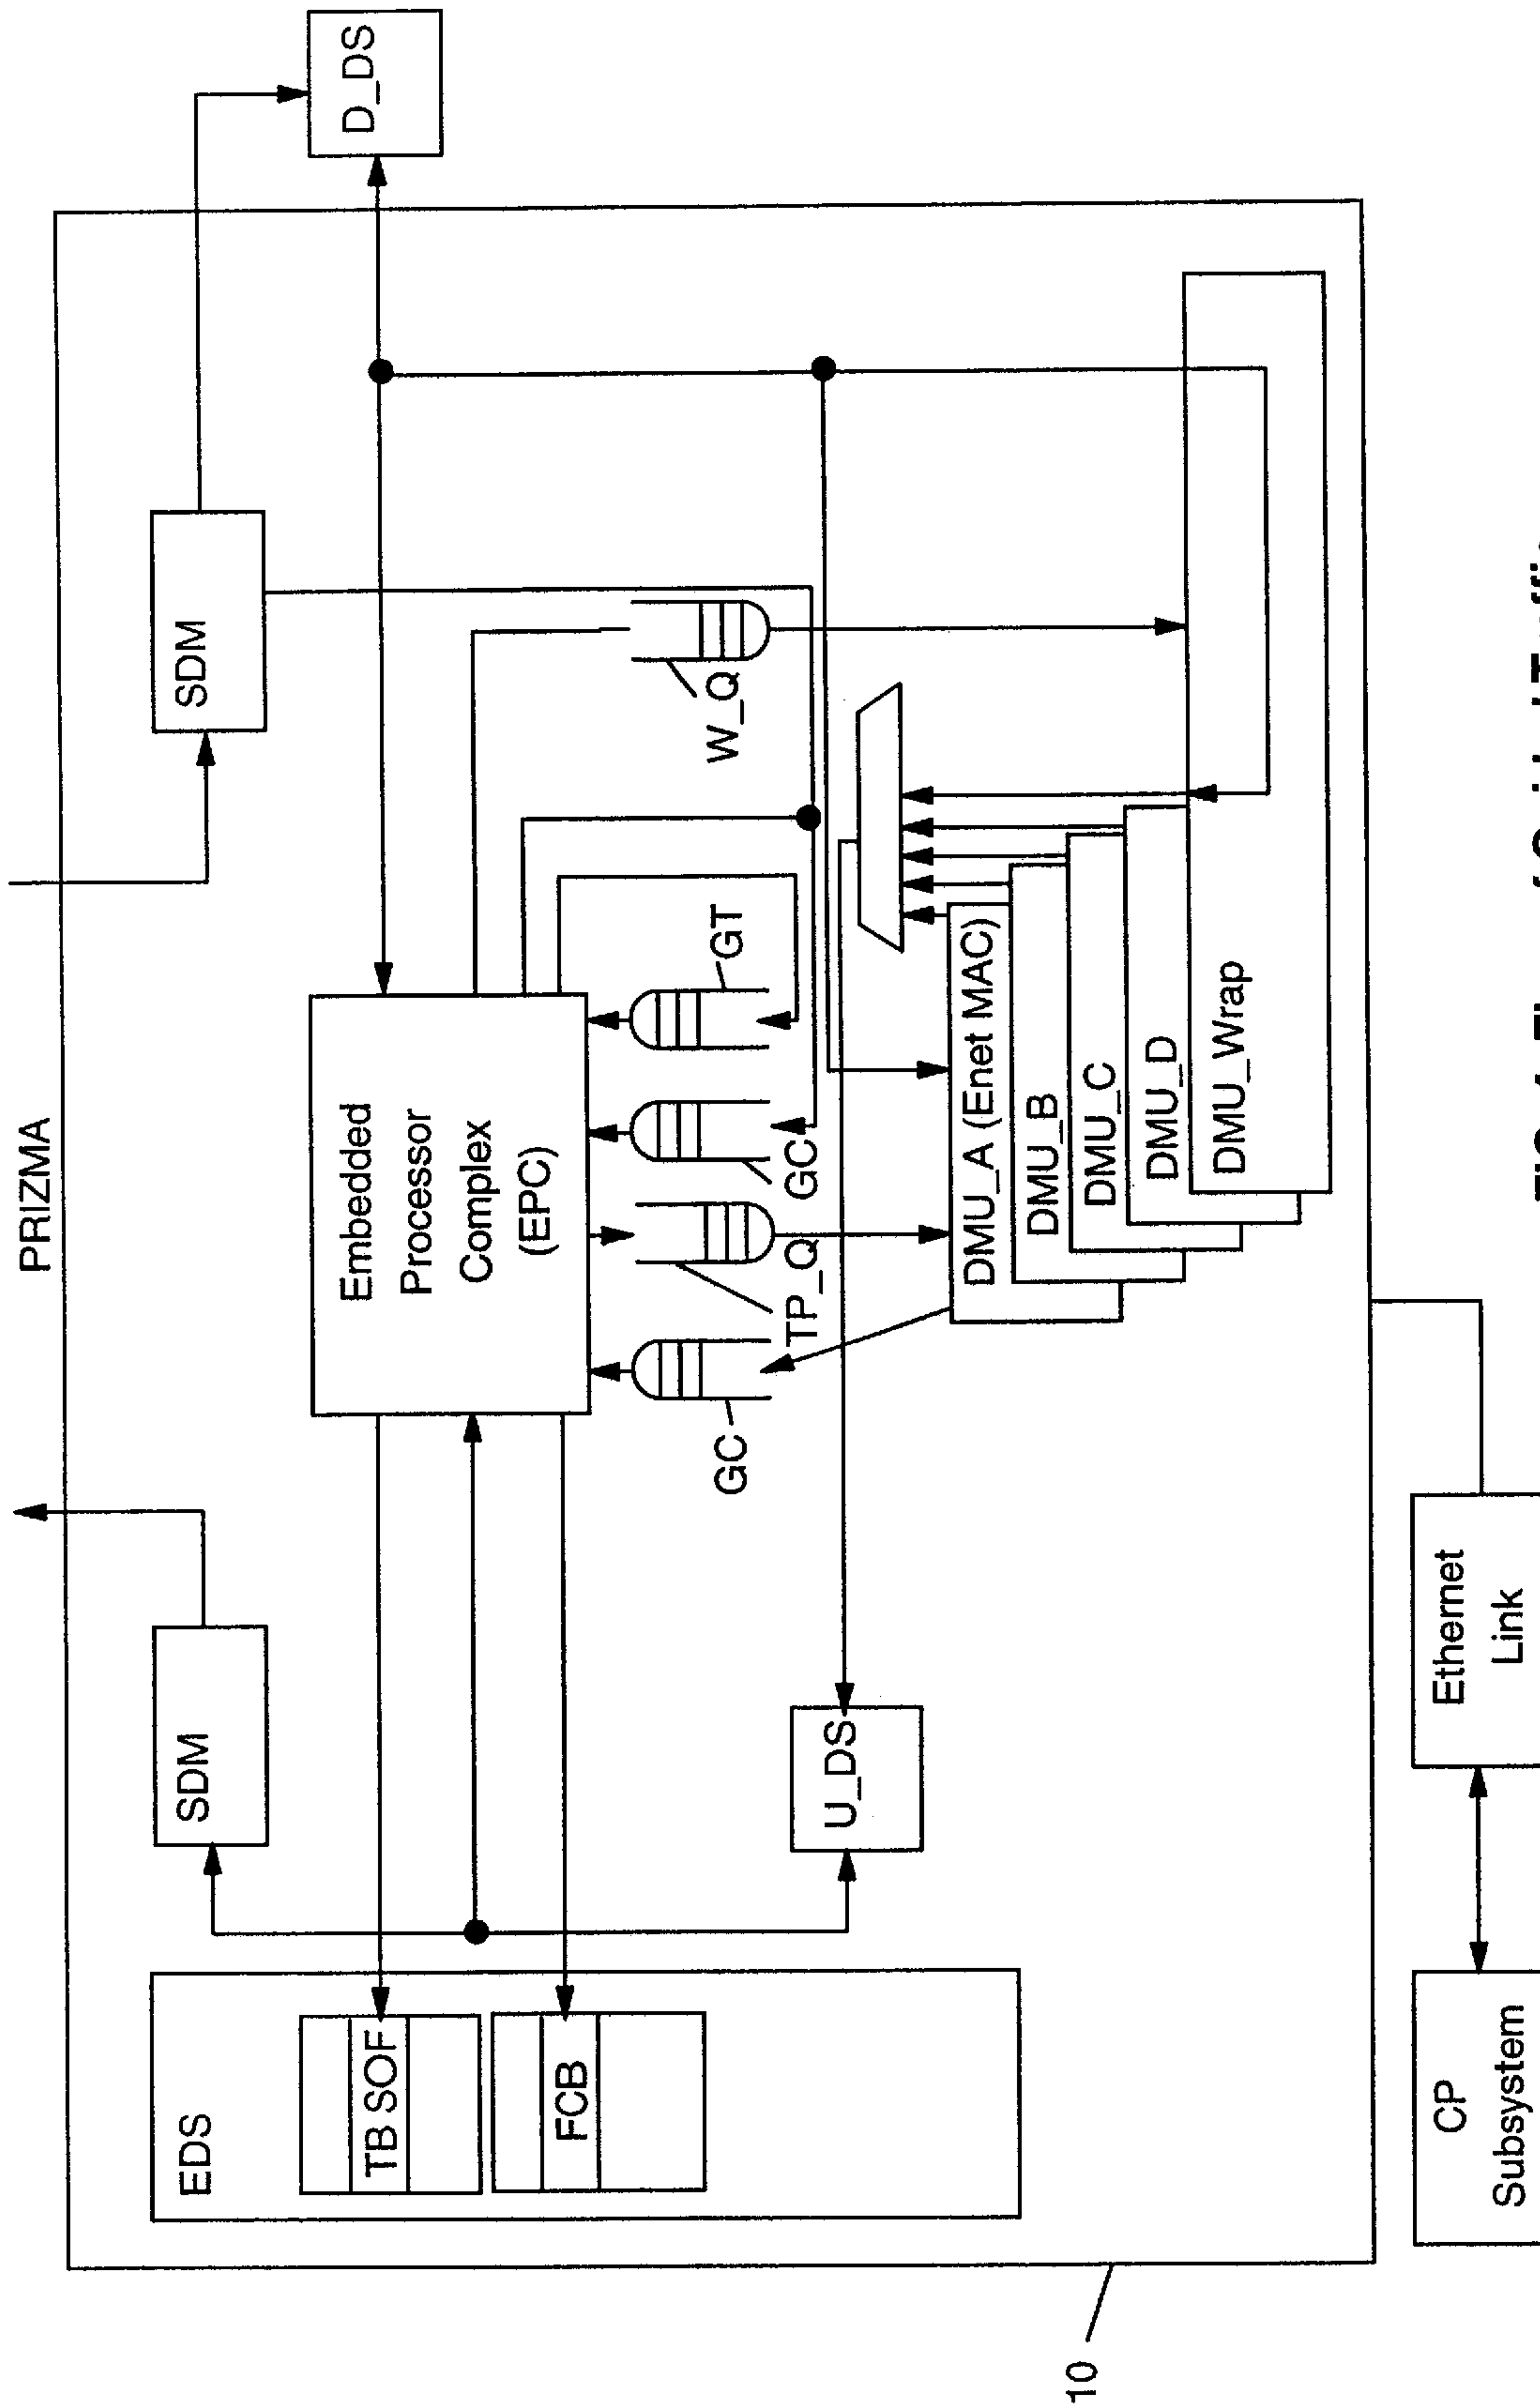 PRIZMA
EDS
TB SOF
FCB
SDM
SDM
D_DS
Embedded
Processor
Complex
(EPC)
GC
TP_Q
GC
GT
W_Q
U_DS
DMU_A (Enet MAC)
DMU_B
DMU_C
DMU_D
DMU_Wrap
10
CP
Subsystem
Ethernet
Link